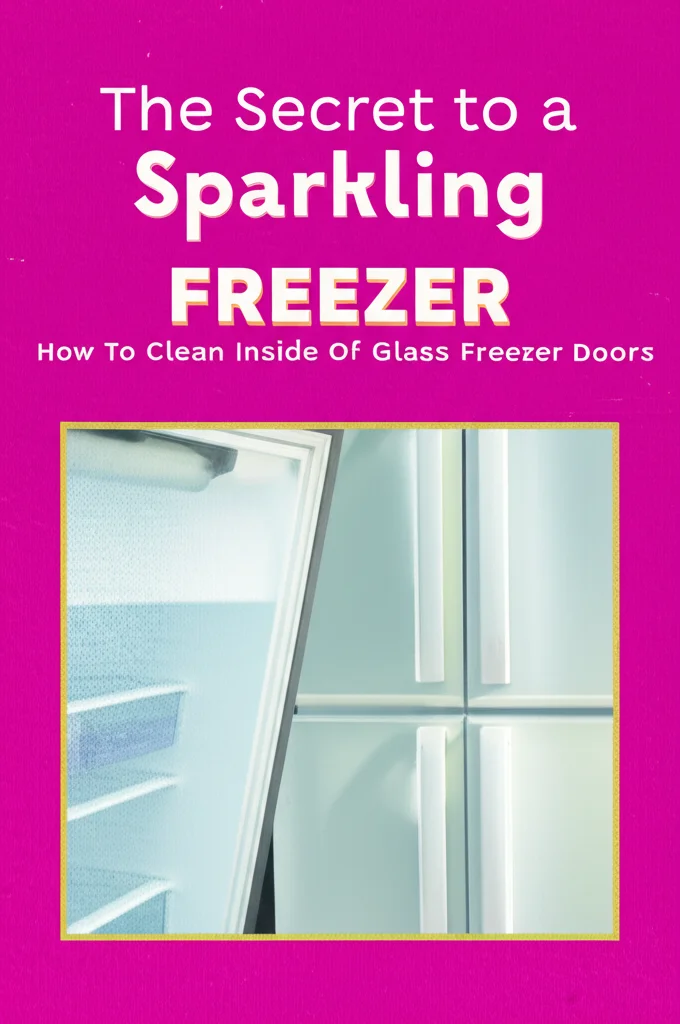 The Secret to a
Sparkling
FREEZER
How To Clean Inside Of Glass Freezer Doors